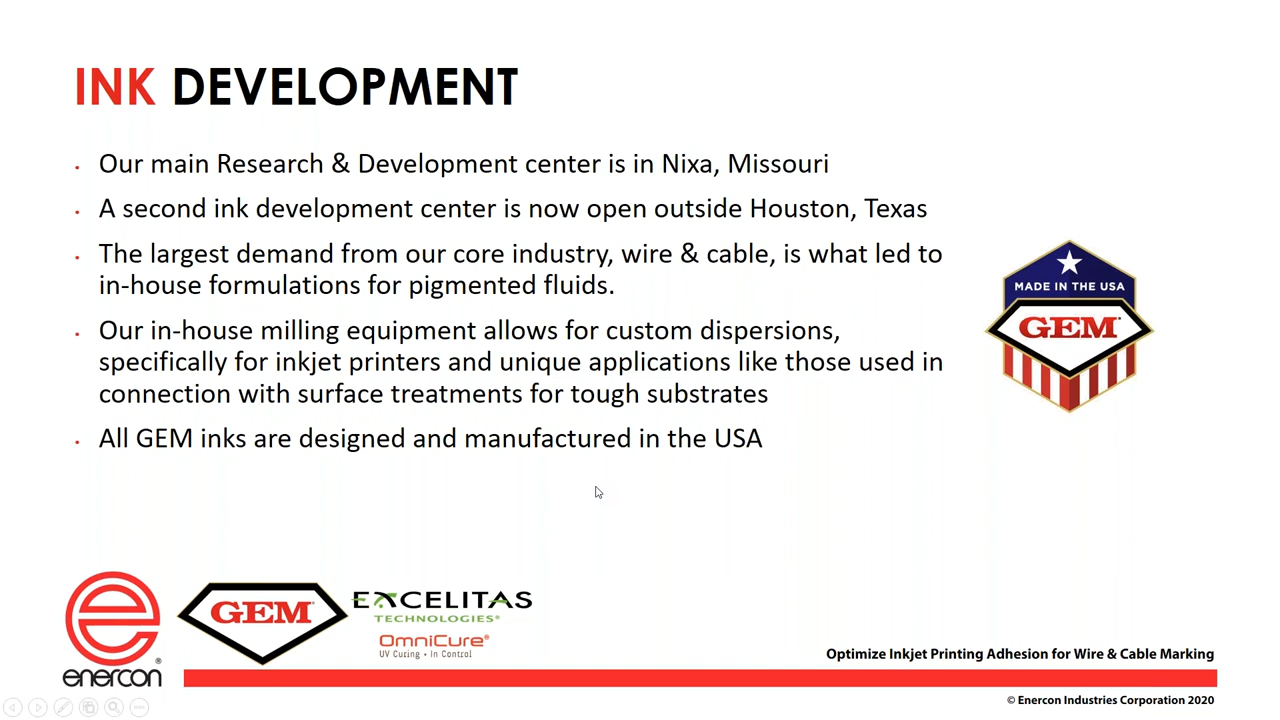 INK DEVELOPMENT
• Our main Research & Development center is in Nixa, Missouri
• A second ink development center is now open outside Houston, Texas
• The largest demand from our core industry, wire & cable, is what led to
in-house formulations for pigmented fluids.
• Our in-house milling equipment allows for custom dispersions,
specifically for inkjet printers and unique applications like those used in
connection with surface treatments for tough substrates
• All GEM inks are designed and manufactured in the USA
MADE IN THE USA
GEM®
enercon®
GEM®
EXCELITAS
TECHNOLOGIES®
OmniCure®
UV Curing • In Control
Optimize Inkjet Printing Adhesion for Wire & Cable Marking
© Enercon Industries Corporation 2020